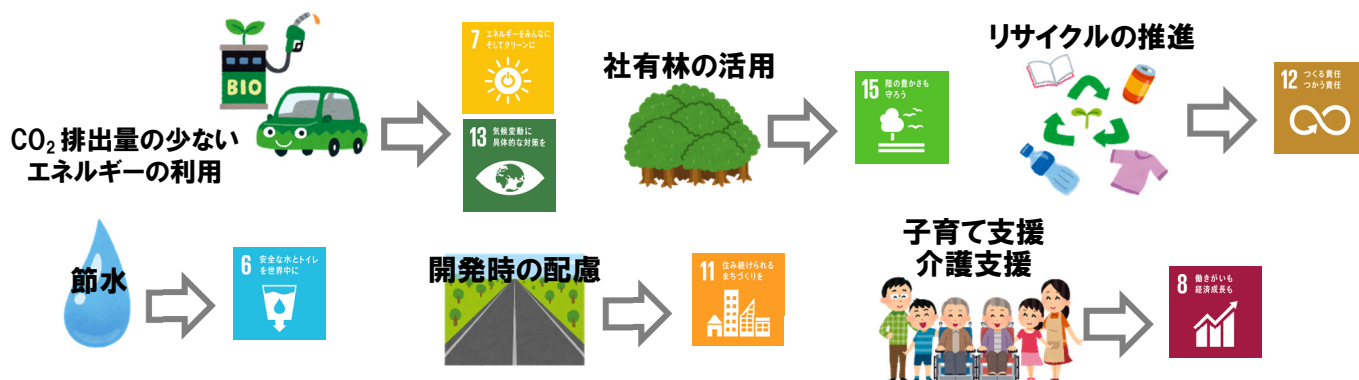 BIO
CO₂排出量の少ない
エネルギーの利用
7 エネルギーをみんなに
そしてクリーンに
13 気候変動に
具体的な対策を
社有林の活用
15 陸の豊かさも
守ろう
リサイクルの推進
12 つくる責任
つかう責任
節水
6 安全な水とトイレ
を世界中に
開発時の配慮
11 住み続けられる
まちづくりを
子育て支援
介護支援
8 働きがいも
経済成長も